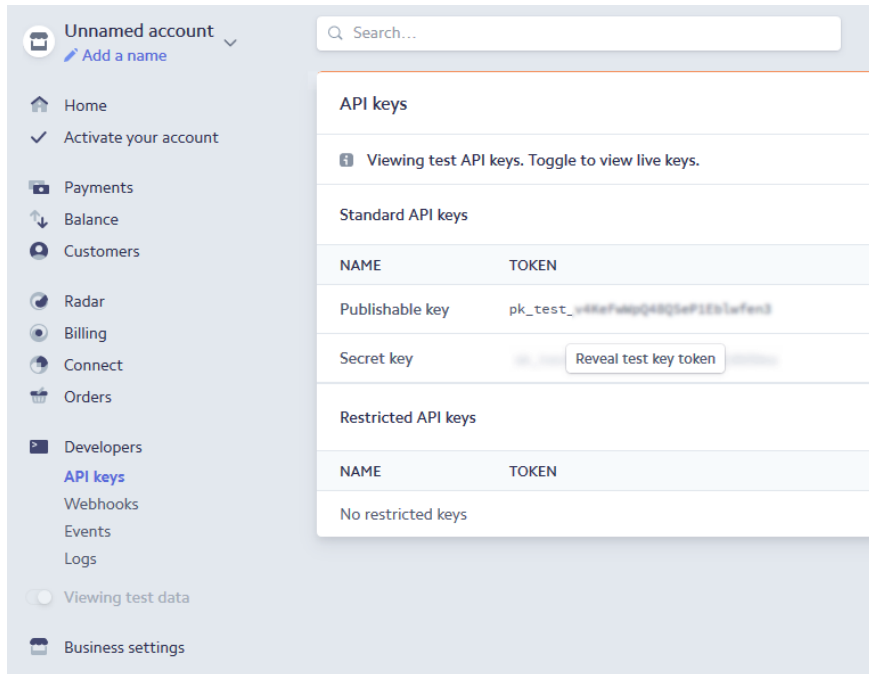 Unnamed account
Add a name
Search...
Home
Activate your account
Payments
Balance
Customers
Radar
Billing
Connect
Orders
Developers
API keys
Webhooks
Events
Logs
Viewing test data
Business settings
API keys
Viewing test API keys. Toggle to view live keys.
Standard API keys
NAME TOKEN
Publishable key pk_test_
Secret key Reveal test key token
Restricted API keys
NAME TOKEN
No restricted keys